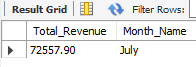 Result Grid Filter Rows:
Total_Revenue Month_Name
72557.90 July